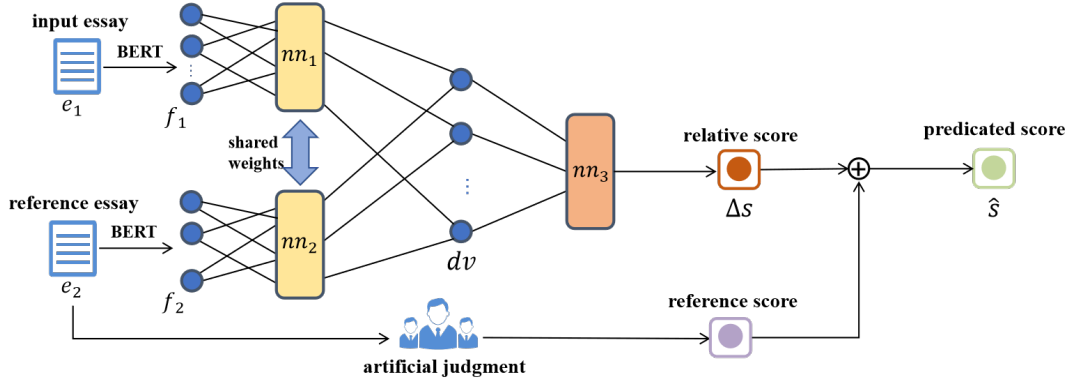 input essay
BERT
e₁
f₁
nn₁
shared
weights
reference essay
BERT
e₂
f₂
nn₂
dv
nn₃
relative score
Δs
predicated score
ŝ
reference score
artificial judgment